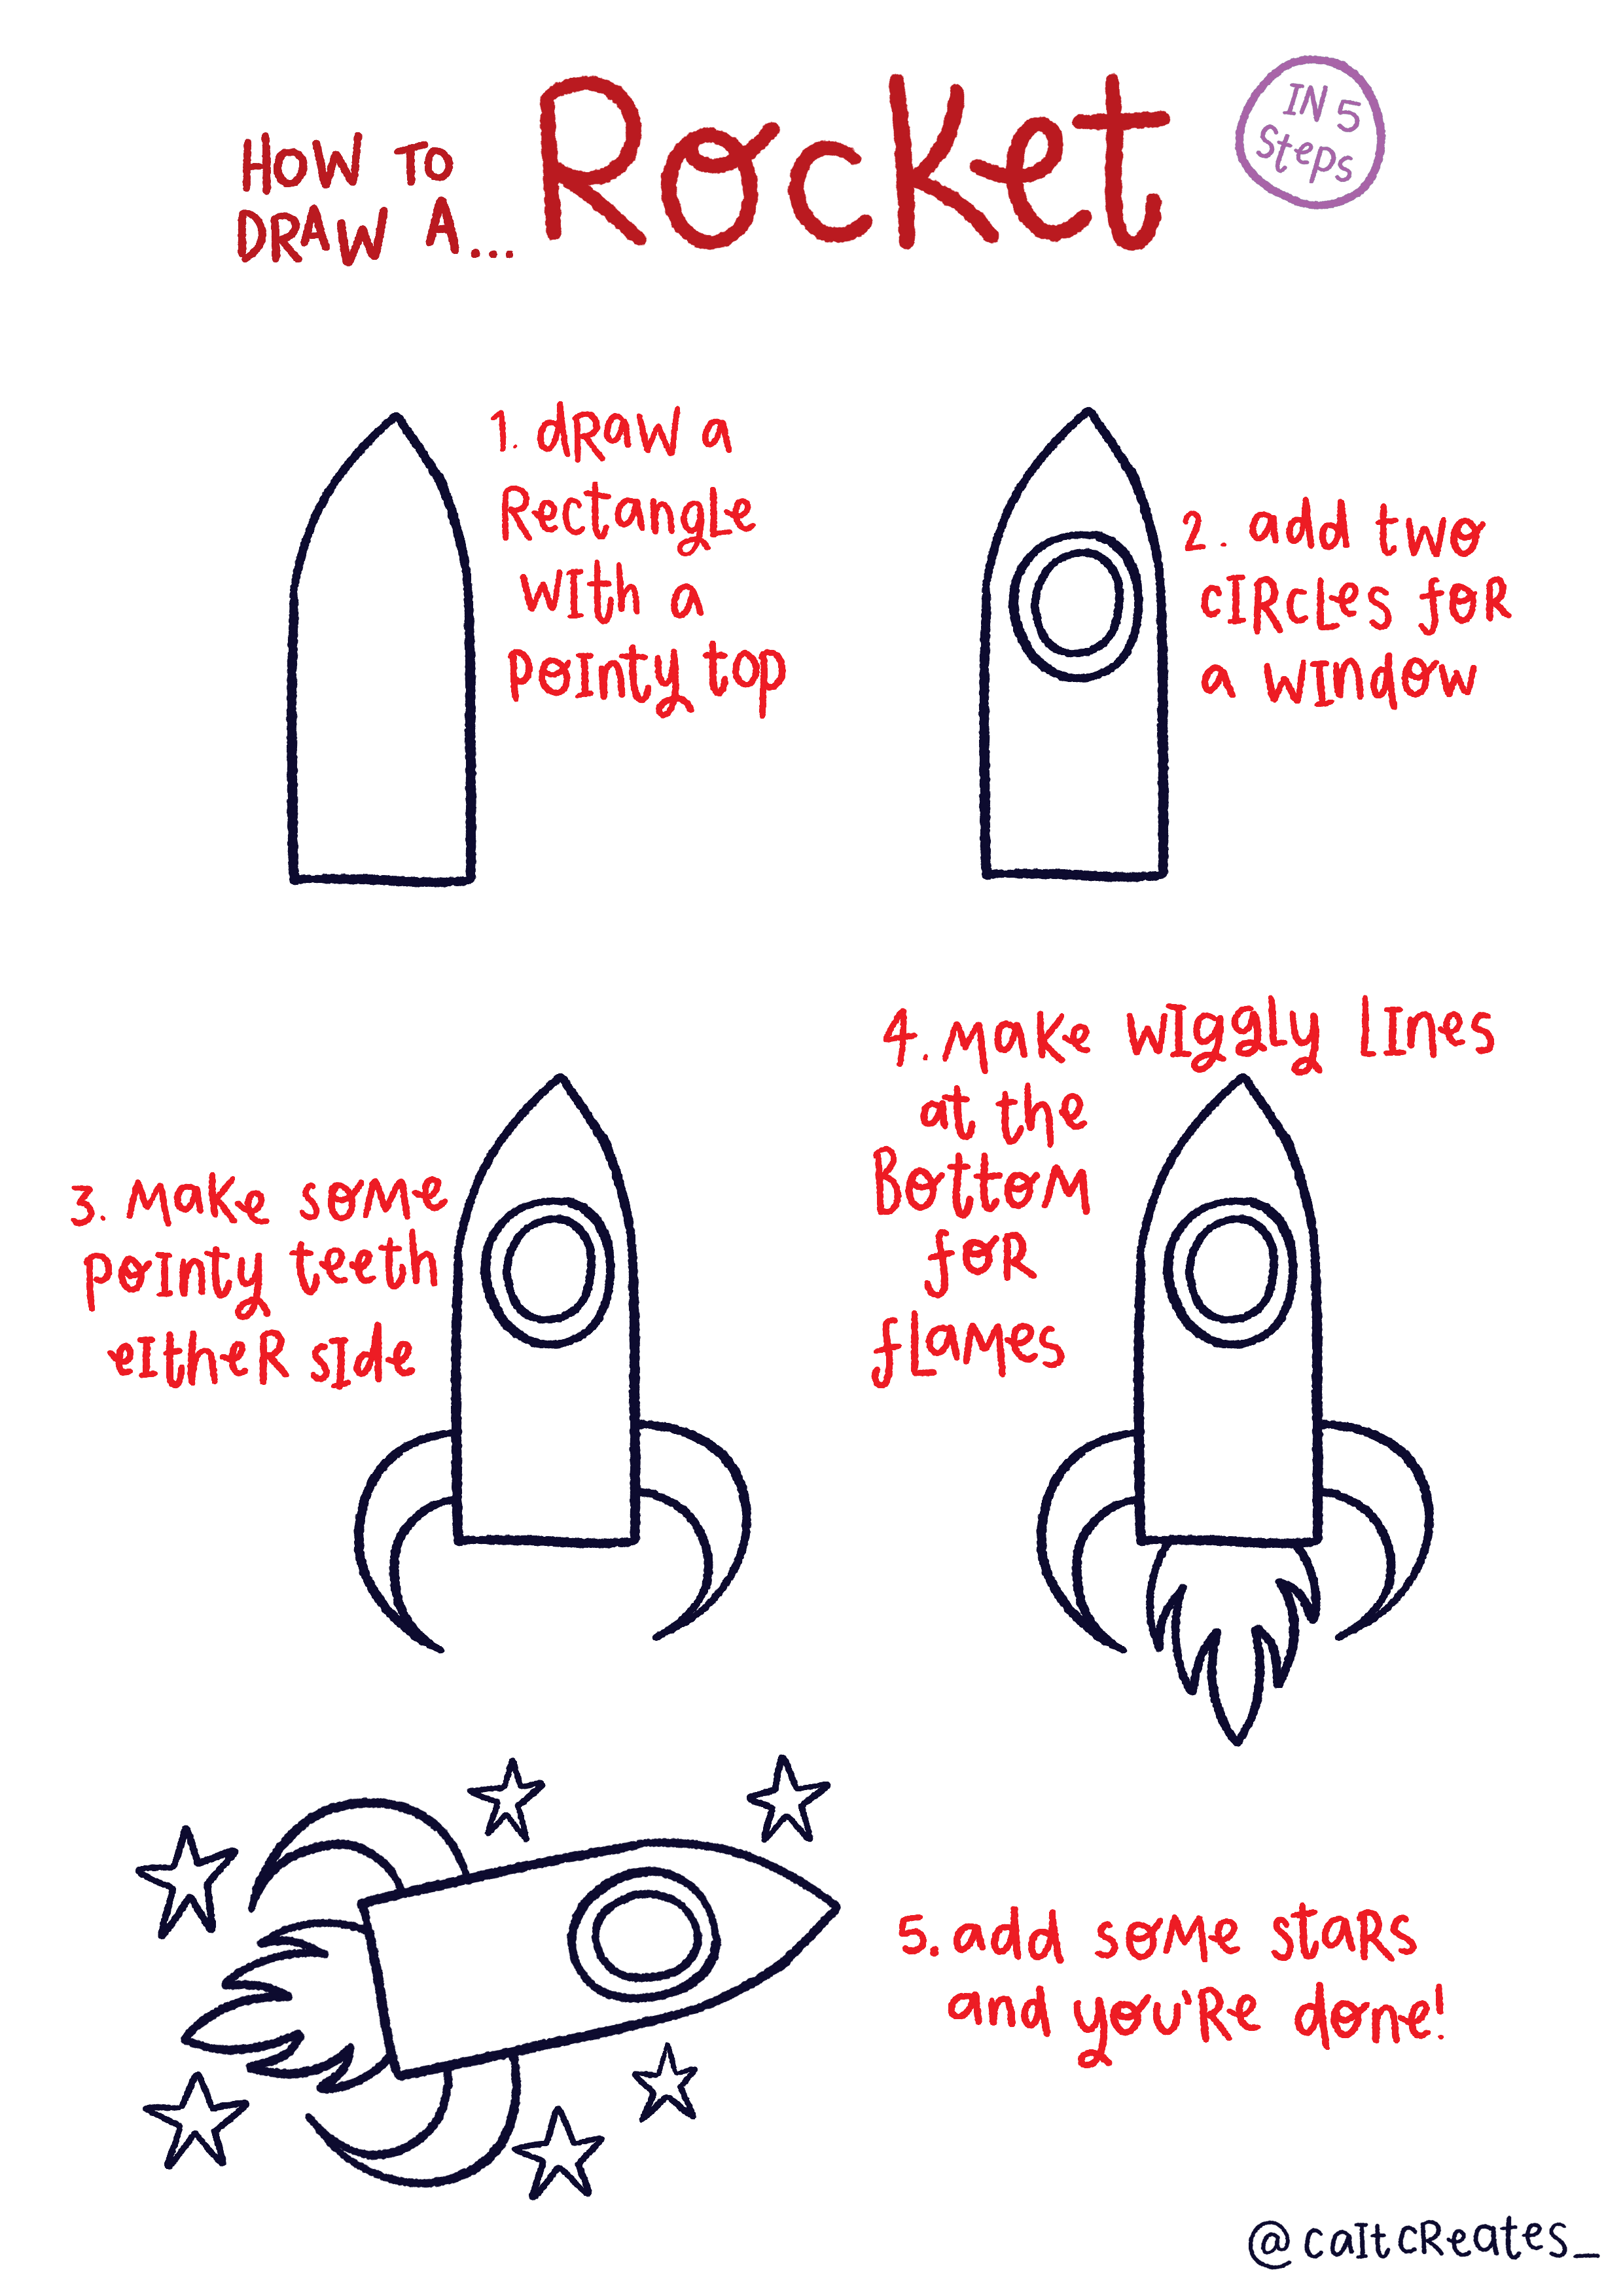 HOW TO
DRAW A...
Rocket
IN 5
Steps
1. draw a
Rectangle
with a
pointy top
2. add two
circles for
a window
3. Make some
pointy teeth
either side
4. Make wiggly lines
at the
Bottom
for
flames
5. add some stars
and you're done!
@caitcreates_